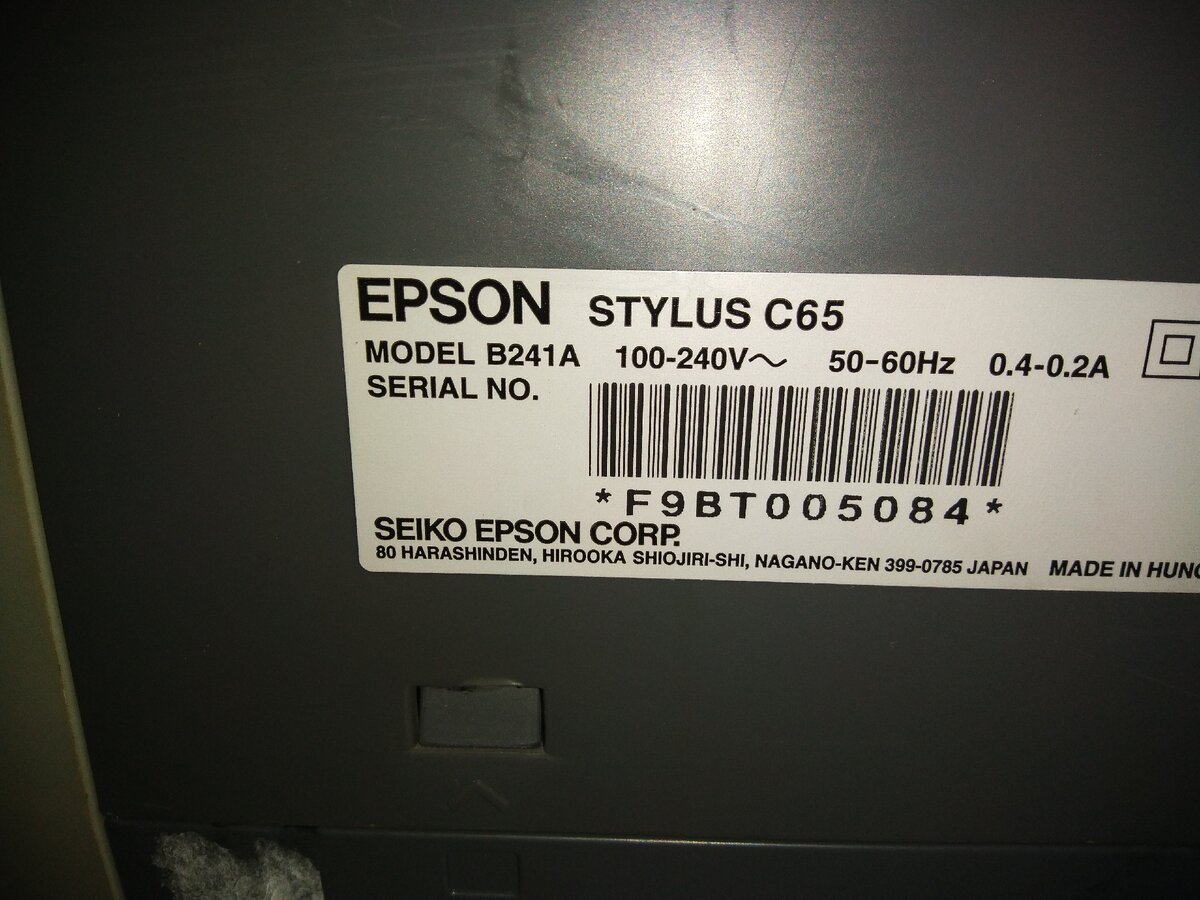 EPSON STYLUS C65
MODEL B241A 100-240V~ 50-60Hz 0.4-0.2A
SERIAL NO.
*F9BT005084*
SEIKO EPSON CORP.
80 HARASHINDEN, HIROOKA SHIOJIRI-SHI, NAGANO-KEN 399-0785 JAPAN MADE IN HUNG